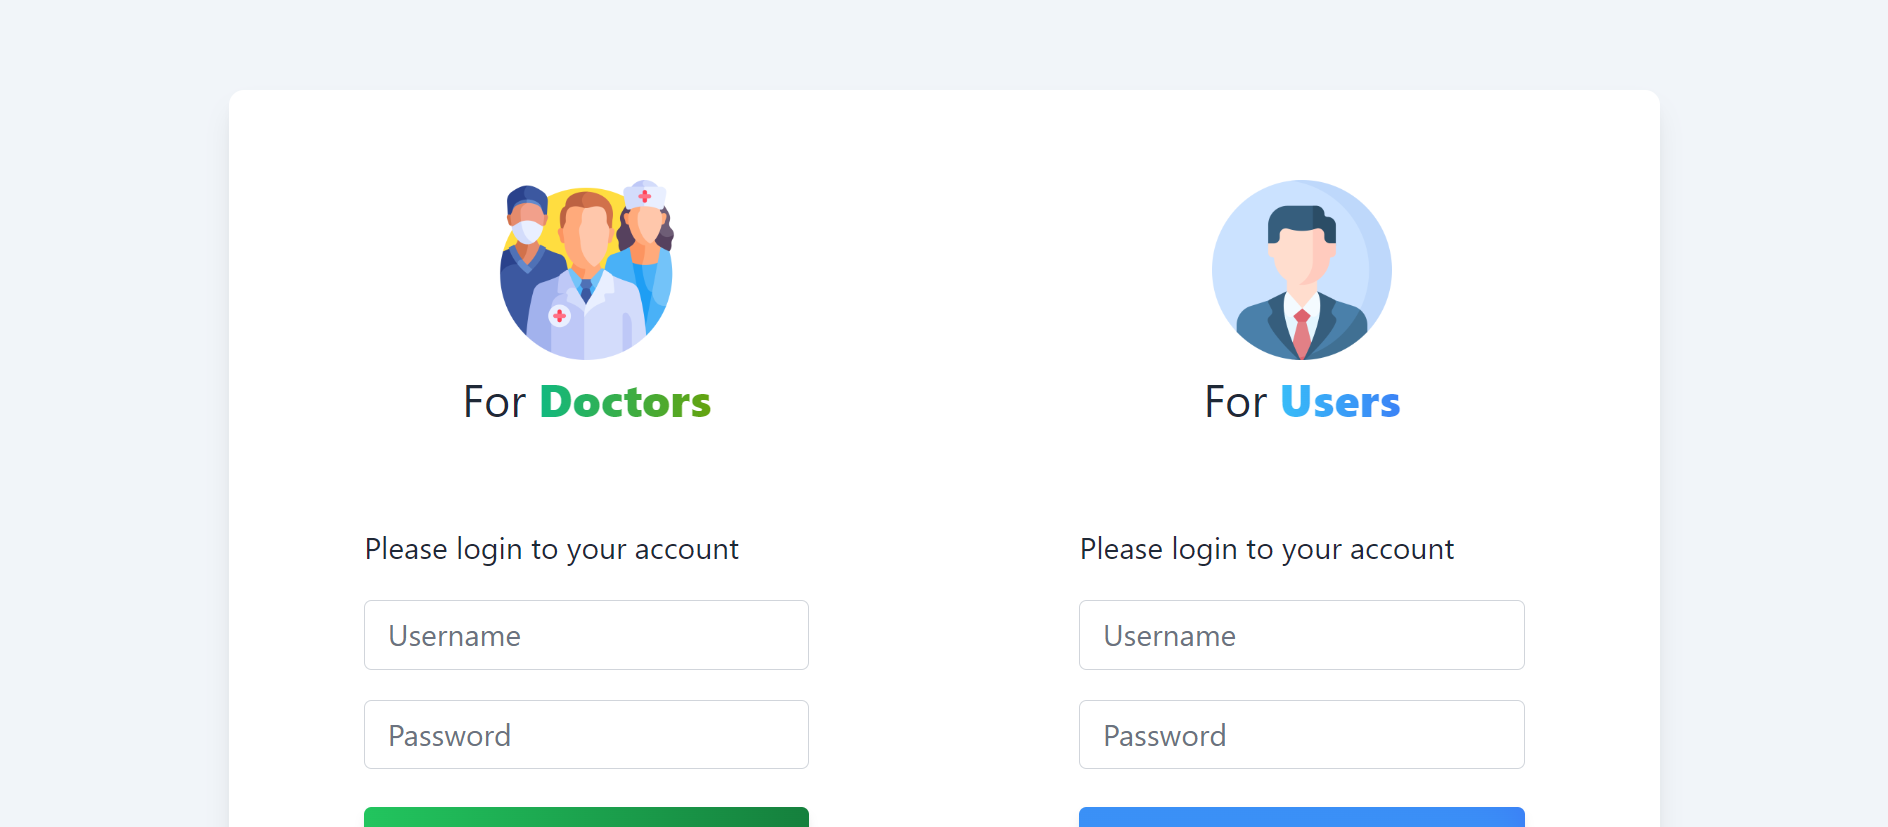 For Doctors
Please login to your account
Username
Password
For Users
Please login to your account
Username
Password